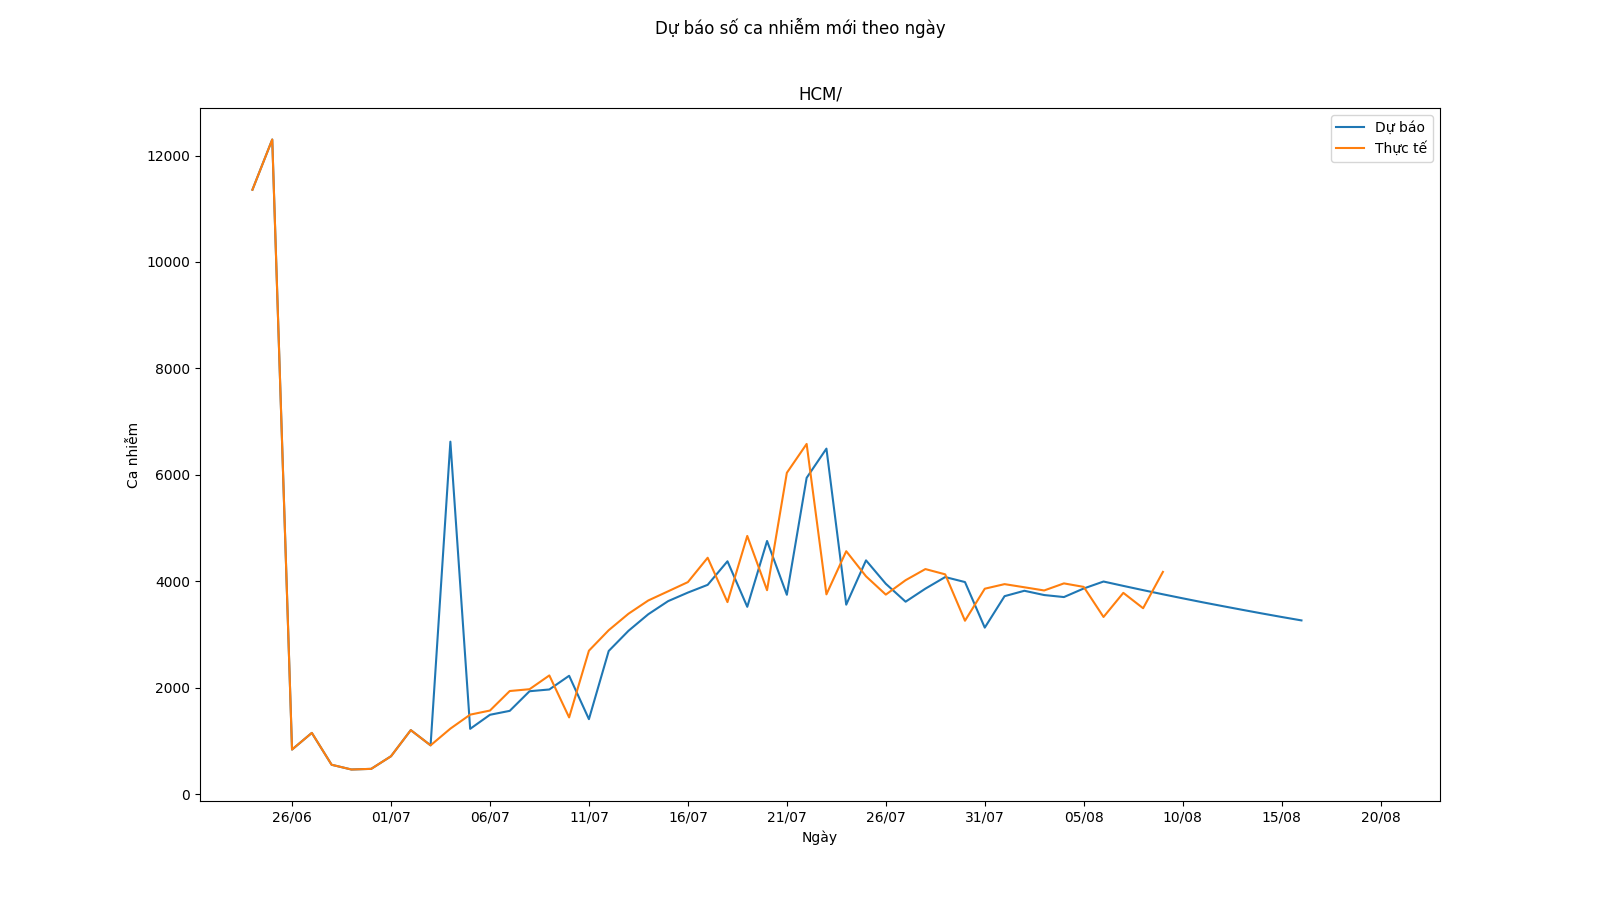 Dự báo số ca nhiễm mới theo ngày
HCM/
Dự báo
Thực tế
12000
10000
8000
6000
4000
2000
0
Ca nhiễm
26/06 01/07 06/07 11/07 16/07 21/07 26/07 31/07 05/08 10/08 15/08 20/08
Ngày